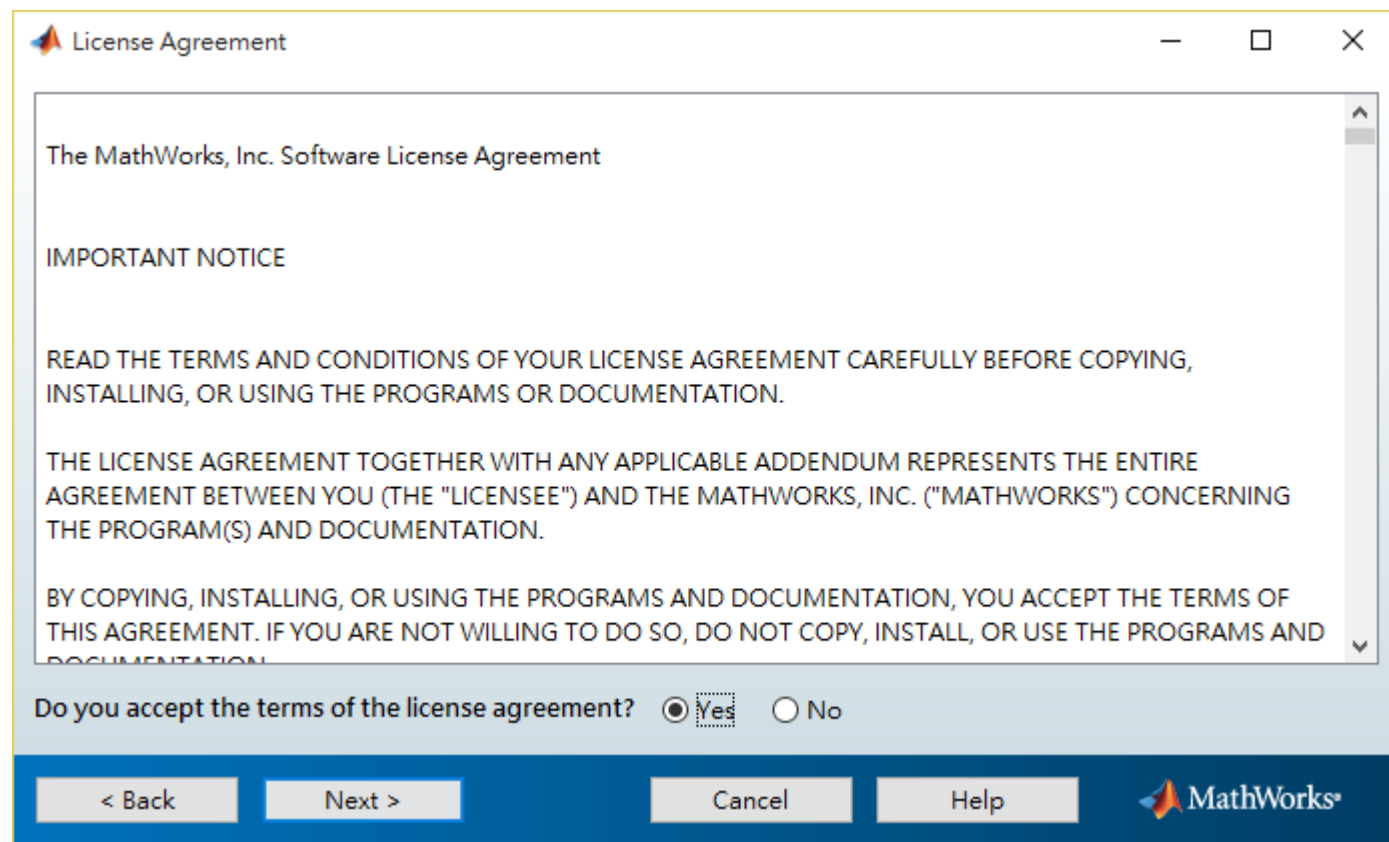 License Agreement
The MathWorks, Inc. Software License Agreement
IMPORTANT NOTICE
READ THE TERMS AND CONDITIONS OF YOUR LICENSE AGREEMENT CAREFULLY BEFORE COPYING,
INSTALLING, OR USING THE PROGRAMS OR DOCUMENTATION.
THE LICENSE AGREEMENT TOGETHER WITH ANY APPLICABLE ADDENDUM REPRESENTS THE ENTIRE
AGREEMENT BETWEEN YOU (THE "LICENSEE") AND THE MATHWORKS, INC. ("MATHWORKS") CONCERNING
THE PROGRAM(S) AND DOCUMENTATION.
BY COPYING, INSTALLING, OR USING THE PROGRAMS AND DOCUMENTATION, YOU ACCEPT THE TERMS OF
THIS AGREEMENT. IF YOU ARE NOT WILLING TO DO SO, DO NOT COPY, INSTALL, OR USE THE PROGRAMS AND
DOCUMENTATION
Do you accept the terms of the license agreement? Yes No
< Back Next > Cancel Help MathWorks®